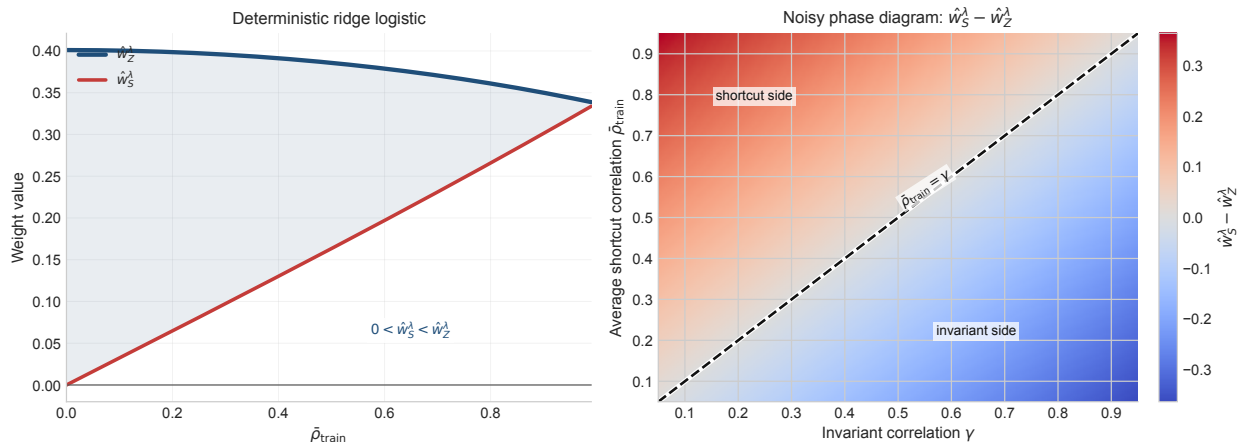 Deterministic ridge logistic
0.40
0.35
0.30
0.25
0.20
0.15
0.10
0.05
0.00
Weight value
ŵ_Z^λ
ŵ_S^λ
0 < ŵ_S^λ < ŵ_Z^λ
0.0 0.2 0.4 0.6 0.8
ρ̄_train
Noisy phase diagram: ŵ_S^λ − ŵ_Z^λ
0.9
0.8
0.7
0.6
0.5
0.4
0.3
0.2
0.1
Average shortcut correlation ρ̄_train
shortcut side
ρ̄_train = γ
invariant side
0.1 0.2 0.3 0.4 0.5 0.6 0.7 0.8 0.9
Invariant correlation γ
0.3
0.2
0.1
0.0
−0.1
−0.2
−0.3
ŵ_S^λ − ŵ_Z^λ